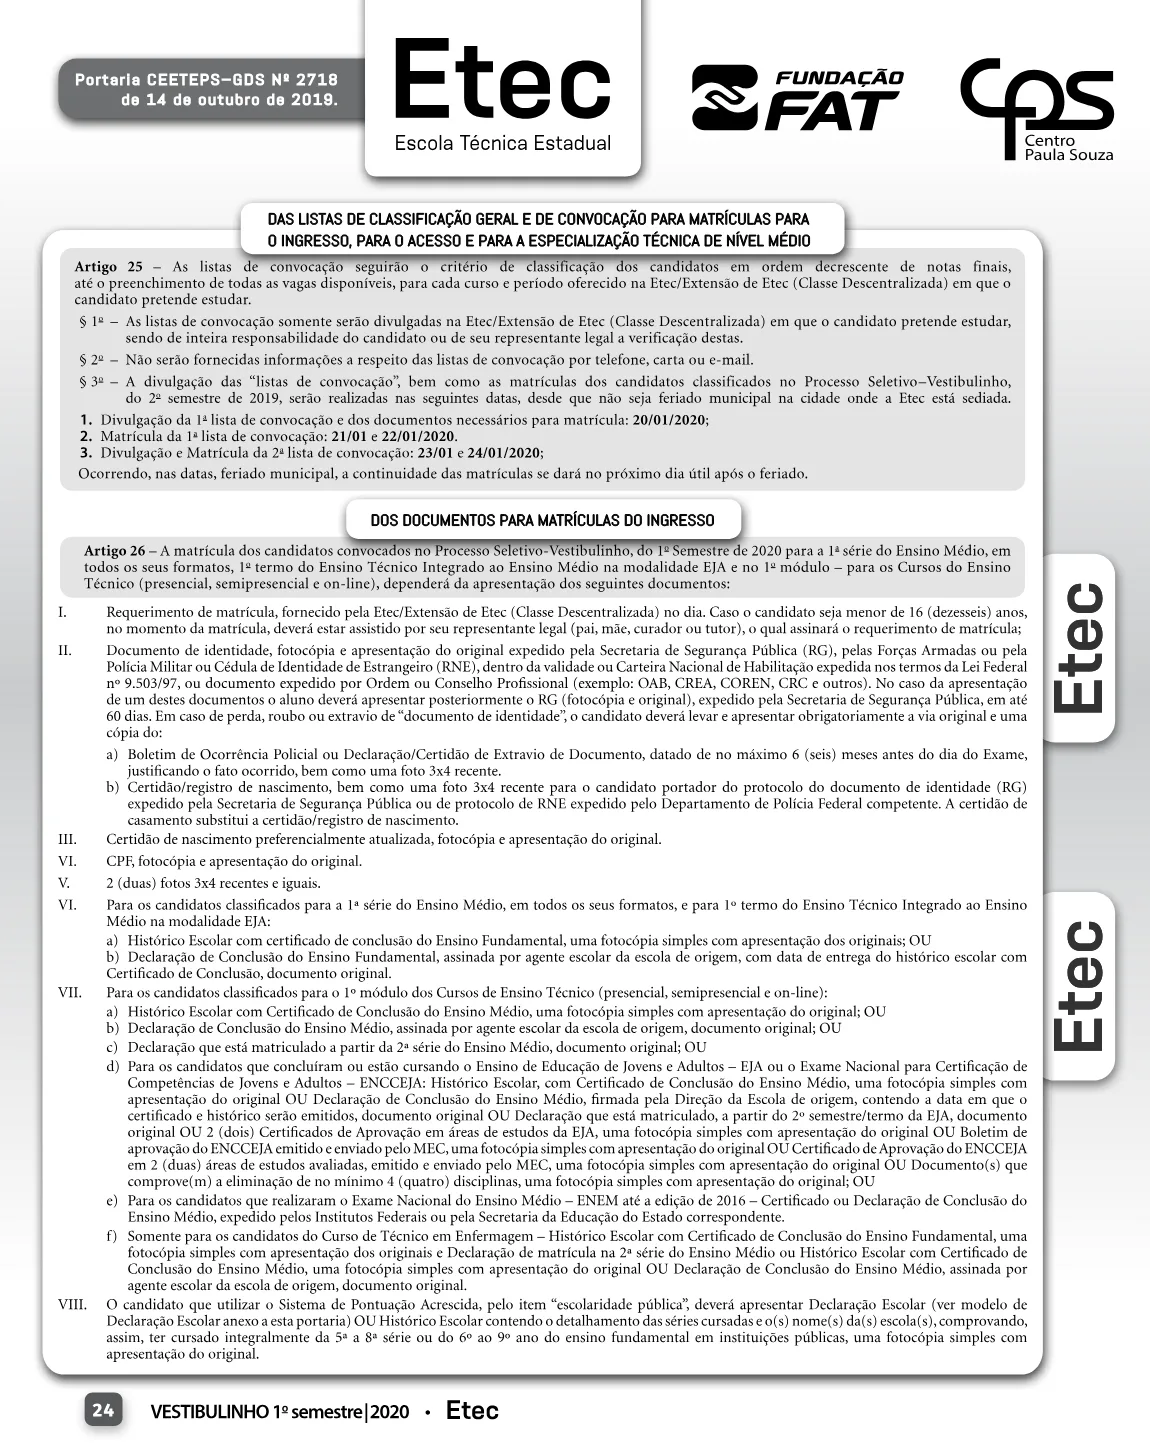 Portaria CEETEPS–GDS Nº 2718
de 14 de outubro de 2019.
Etec
Escola Técnica Estadual
FUNDAÇÃO
FAT
CPS
Centro
Paula Souza
DAS LISTAS DE CLASSIFICAÇÃO GERAL E DE CONVOCAÇÃO PARA MATRÍCULAS PARA
O INGRESSO, PARA O ACESSO E PARA A ESPECIALIZAÇÃO TÉCNICA DE NÍVEL MÉDIO
Artigo 25 – As listas de convocação seguirão o critério de classificação dos candidatos em ordem decrescente de notas finais,
até o preenchimento de todas as vagas disponíveis, para cada curso e período oferecido na Etec/Extensão de Etec (Classe Descentralizada) em que o
candidato pretende estudar.
§ 1º – As listas de convocação somente serão divulgadas na Etec/Extensão de Etec (Classe Descentralizada) em que o candidato pretende estudar,
sendo de inteira responsabilidade do candidato ou de seu representante legal a verificação destas.
§ 2º – Não serão fornecidas informações a respeito das listas de convocação por telefone, carta ou e-mail.
§ 3º – A divulgação das “listas de convocação”, bem como as matrículas dos candidatos classificados no Processo Seletivo–Vestibulinho,
do 2º semestre de 2019, serão realizadas nas seguintes datas, desde que não seja feriado municipal na cidade onde a Etec está sediada.
1. Divulgação da 1ª lista de convocação e dos documentos necessários para matrícula: 20/01/2020;
2. Matrícula da 1ª lista de convocação: 21/01 e 22/01/2020.
3. Divulgação e Matrícula da 2ª lista de convocação: 23/01 e 24/01/2020;
Ocorrendo, nas datas, feriado municipal, a continuidade das matrículas se dará no próximo dia útil após o feriado.
DOS DOCUMENTOS PARA MATRÍCULAS DO INGRESSO
Artigo 26 – A matrícula dos candidatos convocados no Processo Seletivo-Vestibulinho, do 1º Semestre de 2020 para a 1ª série do Ensino Médio, em
todos os seus formatos, 1º termo do Ensino Técnico Integrado ao Ensino Médio na modalidade EJA e no 1º módulo – para os Cursos do Ensino
Técnico (presencial, semipresencial e on-line), dependerá da apresentação dos seguintes documentos:
I. Requerimento de matrícula, fornecido pela Etec/Extensão de Etec (Classe Descentralizada) no dia. Caso o candidato seja menor de 16 (dezesseis) anos,
no momento da matrícula, deverá estar assistido por seu representante legal (pai, mãe, curador ou tutor), o qual assinará o requerimento de matrícula;
II. Documento de identidade, fotocópia e apresentação do original expedido pela Secretaria de Segurança Pública (RG), pelas Forças Armadas ou pela
Polícia Militar ou Cédula de Identidade de Estrangeiro (RNE), dentro da validade ou Carteira Nacional de Habilitação expedida nos termos da Lei Federal
nº 9.503/97, ou documento expedido por Ordem ou Conselho Profissional (exemplo: OAB, CREA, COREN, CRC e outros). No caso da apresentação
de um destes documentos o aluno deverá apresentar posteriormente o RG (fotocópia e original), expedido pela Secretaria de Segurança Pública, em até
60 dias. Em caso de perda, roubo ou extravio de “documento de identidade”, o candidato deverá levar e apresentar obrigatoriamente a via original e uma
cópia do:
a) Boletim de Ocorrência Policial ou Declaração/Certidão de Extravio de Documento, datado de no máximo 6 (seis) meses antes do dia do Exame,
justificando o fato ocorrido, bem como uma foto 3x4 recente.
b) Certidão/registro de nascimento, bem como uma foto 3x4 recente para o candidato portador do protocolo do documento de identidade (RG)
expedido pela Secretaria de Segurança Pública ou de protocolo de RNE expedido pelo Departamento de Polícia Federal competente. A certidão de
casamento substitui a certidão/registro de nascimento.
III. Certidão de nascimento preferencialmente atualizada, fotocópia e apresentação do original.
VI. CPF, fotocópia e apresentação do original.
V. 2 (duas) fotos 3x4 recentes e iguais.
VI. Para os candidatos classificados para a 1ª série do Ensino Médio, em todos os seus formatos, e para 1º termo do Ensino Técnico Integrado ao Ensino
Médio na modalidade EJA:
a) Histórico Escolar com certificado de conclusão do Ensino Fundamental, uma fotocópia simples com apresentação dos originais; OU
b) Declaração de Conclusão do Ensino Fundamental, assinada por agente escolar da escola de origem, com data de entrega do histórico escolar com
Certificado de Conclusão, documento original.
VII. Para os candidatos classificados para o 1º módulo dos Cursos de Ensino Técnico (presencial, semipresencial e on-line):
a) Histórico Escolar com Certificado de Conclusão do Ensino Médio, uma fotocópia simples com apresentação do original; OU
b) Declaração de Conclusão do Ensino Médio, assinada por agente escolar da escola de origem, documento original; OU
c) Declaração que está matriculado a partir da 2ª série do Ensino Médio, documento original; OU
d) Para os candidatos que concluíram ou estão cursando o Ensino de Educação de Jovens e Adultos – EJA ou o Exame Nacional para Certificação de
Competências de Jovens e Adultos – ENCCEJA: Histórico Escolar, com Certificado de Conclusão do Ensino Médio, uma fotocópia simples com
apresentação do original OU Declaração de Conclusão do Ensino Médio, firmada pela Direção da Escola de origem, contendo a data em que o
certificado e histórico serão emitidos, documento original OU Declaração que está matriculado, a partir do 2º semestre/termo da EJA, documento
original OU 2 (dois) Certificados de Aprovação em áreas de estudos da EJA, uma fotocópia simples com apresentação do original OU Boletim de
aprovação do ENCCEJA emitido e enviado pelo MEC, uma fotocópia simples com apresentação do original OU Certificado de Aprovação do ENCCEJA
em 2 (duas) áreas de estudos avaliadas, emitido e enviado pelo MEC, uma fotocópia simples com apresentação do original OU Documento(s) que
comprove(m) a eliminação de no mínimo 4 (quatro) disciplinas, uma fotocópia simples com apresentação do original; OU
e) Para os candidatos que realizaram o Exame Nacional do Ensino Médio – ENEM até a edição de 2016 – Certificado ou Declaração de Conclusão do
Ensino Médio, expedido pelos Institutos Federais ou pela Secretaria da Educação do Estado correspondente.
f) Somente para os candidatos do Curso de Técnico em Enfermagem – Histórico Escolar com Certificado de Conclusão do Ensino Fundamental, uma
fotocópia simples com apresentação dos originais e Declaração de matrícula na 2ª série do Ensino Médio ou Histórico Escolar com Certificado de
Conclusão do Ensino Médio, uma fotocópia simples com apresentação do original OU Declaração de Conclusão do Ensino Médio, assinada por
agente escolar da escola de origem, documento original.
VIII. O candidato que utilizar o Sistema de Pontuação Acrescida, pelo item “escolaridade pública”, deverá apresentar Declaração Escolar (ver modelo de
Declaração Escolar anexo a esta portaria) OU Histórico Escolar contendo o detalhamento das séries cursadas e o(s) nome(s) da(s) escola(s), comprovando,
assim, ter cursado integralmente da 5ª a 8ª série ou do 6º ao 9º ano do ensino fundamental em instituições públicas, uma fotocópia simples com
apresentação do original.
Etec
Etec
24 VESTIBULINHO 1º semestre|2020 • Etec